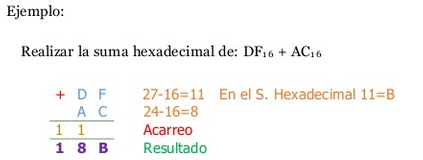 Ejemplo:
Realizar la suma hexadecimal de: DF₁₆ + AC₁₆
+ D F 27-16=11 En el S. Hexadecimal 11=B
A C 24-16=8
1 1 Acarreo
1 8 B Resultado